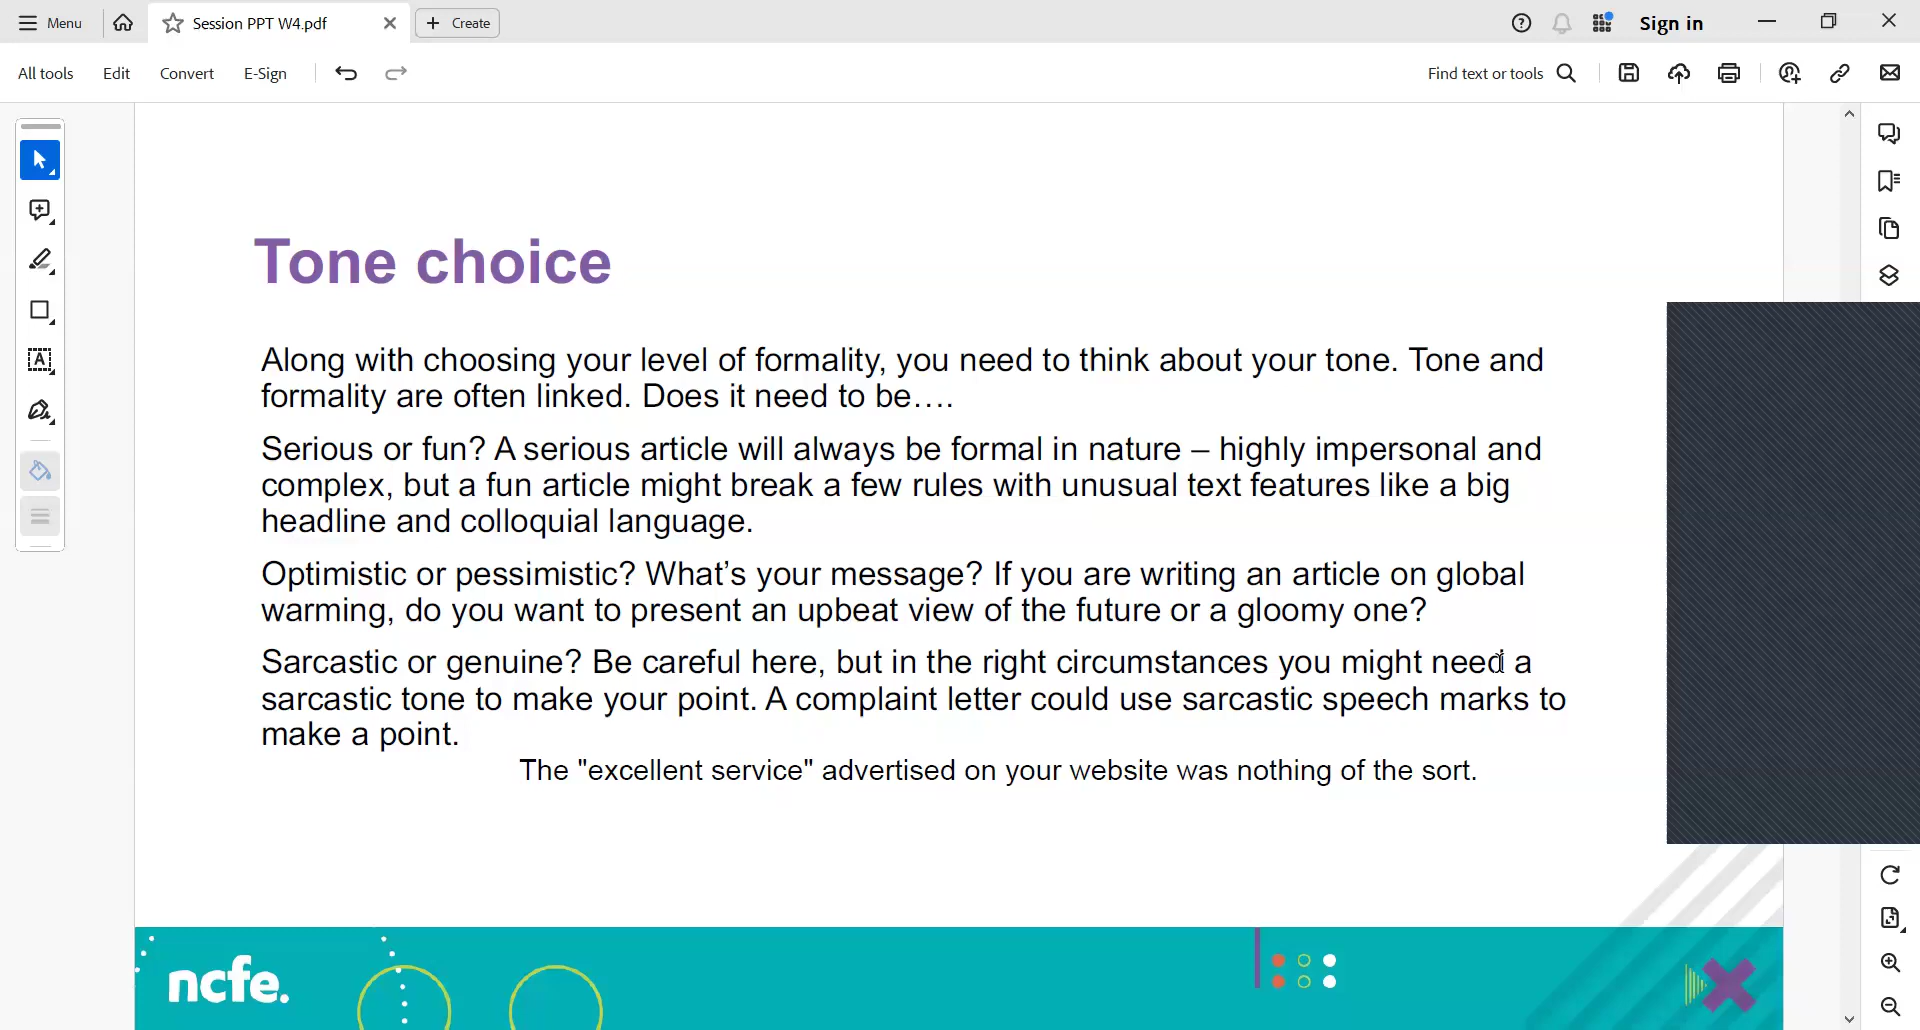 Menu
Session PPT W4.pdf
Create
Sign in
All tools
Edit
Convert
E-Sign
Find text or tools
Tone choice
Along with choosing your level of formality, you need to think about your tone. Tone and
formality are often linked. Does it need to be….
Serious or fun? A serious article will always be formal in nature – highly impersonal and
complex, but a fun article might break a few rules with unusual text features like a big
headline and colloquial language.
Optimistic or pessimistic? What’s your message? If you are writing an article on global
warming, do you want to present an upbeat view of the future or a gloomy one?
Sarcastic or genuine? Be careful here, but in the right circumstances you might need a
sarcastic tone to make your point. A complaint letter could use sarcastic speech marks to
make a point.
The "excellent service" advertised on your website was nothing of the sort.
ncfe.